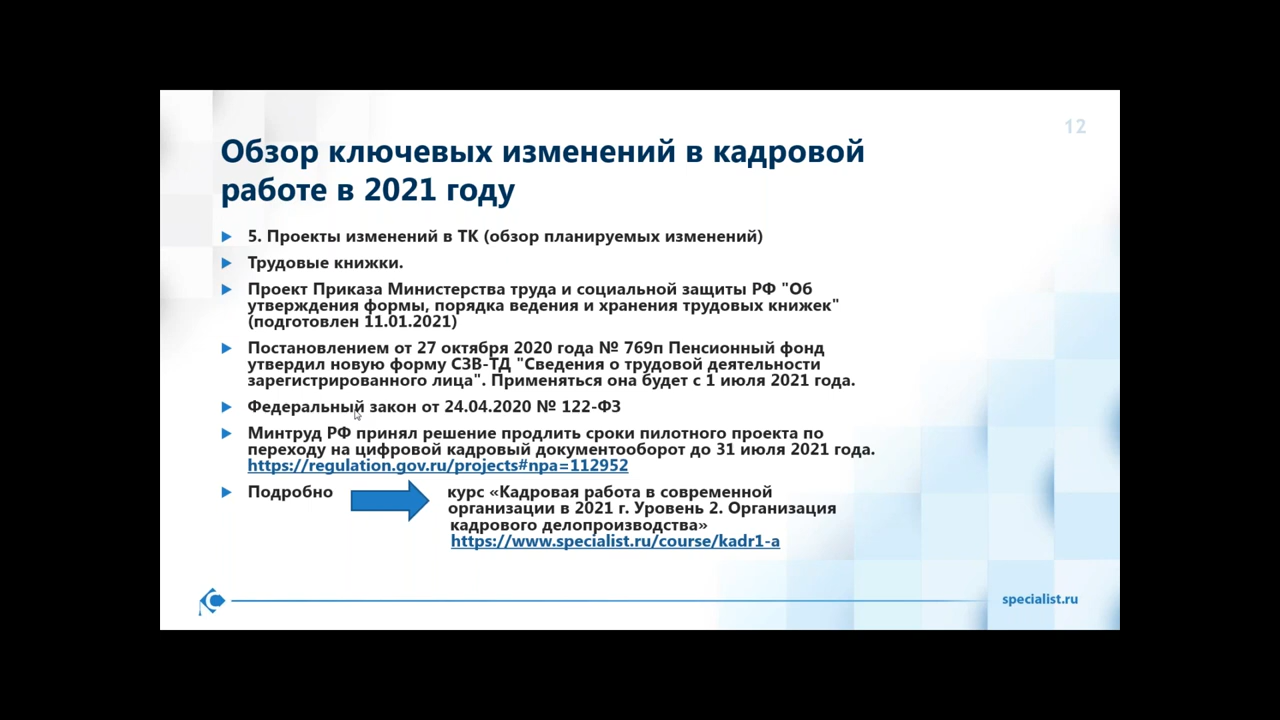 12
Обзор ключевых изменений в кадровой
работе в 2021 году
5. Проекты изменений в ТК (обзор планируемых изменений)
Трудовые книжки.
Проект Приказа Министерства труда и социальной защиты РФ "Об
утверждения формы, порядка ведения и хранения трудовых книжек"
(подготовлен 11.01.2021)
Постановлением от 27 октября 2020 года № 769п Пенсионный фонд
утвердил новую форму СЗВ-ТД "Сведения о трудовой деятельности
зарегистрированного лица". Применяться она будет с 1 июля 2021 года.
Федеральный закон от 24.04.2020 № 122-ФЗ
Минтруд РФ принял решение продлить сроки пилотного проекта по
переходу на цифровой кадровый документооборот до 31 июля 2021 года.
https://regulation.gov.ru/projects#npa=112952
Подробно курс «Кадровая работа в современной
организации в 2021 г. Уровень 2. Организация
кадрового делопроизводства»
https://www.specialist.ru/course/kadr1-a
specialist.ru